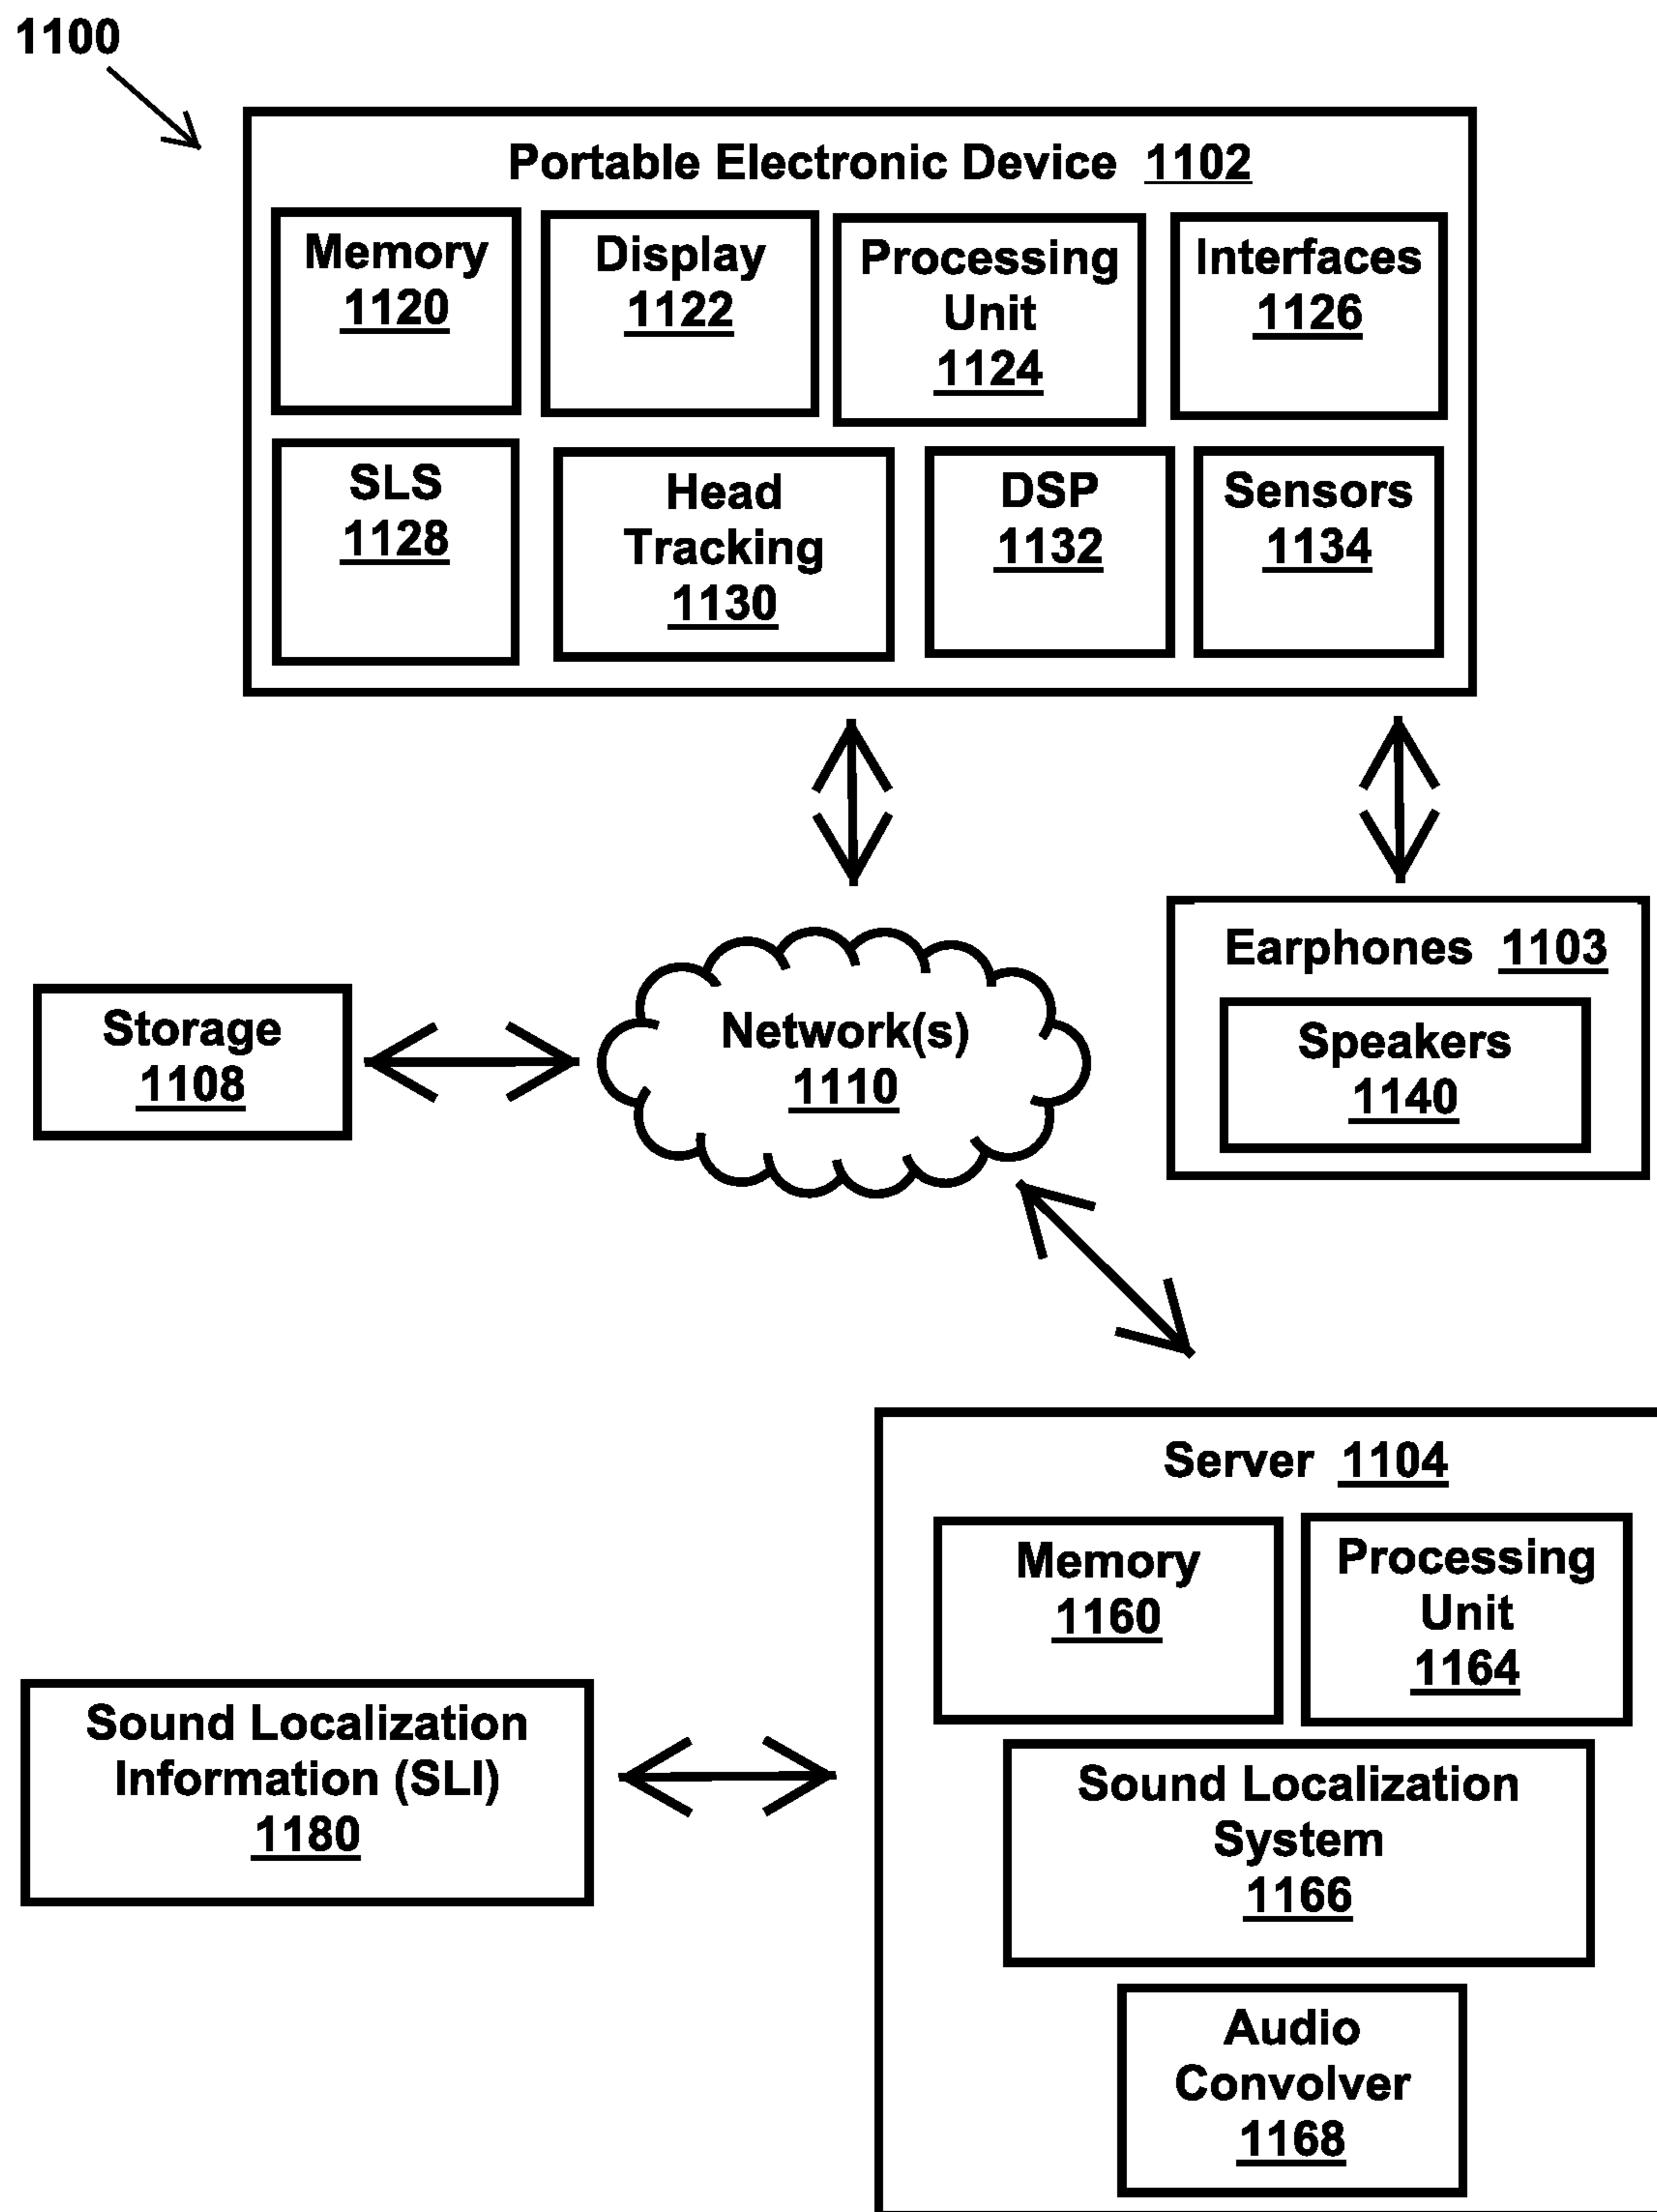 1100
Portable Electronic Device 1102
Memory
1120
Display
1122
Processing
Unit
1124
Interfaces
1126
SLS
1128
Head
Tracking
1130
DSP
1132
Sensors
1134
Earphones 1103
Speakers
1140
Storage
1108
Network(s)
1110
Server 1104
Memory
1160
Processing
Unit
1164
Sound Localization
Information (SLI)
1180
Sound Localization
System
1166
Audio
Convolver
1168